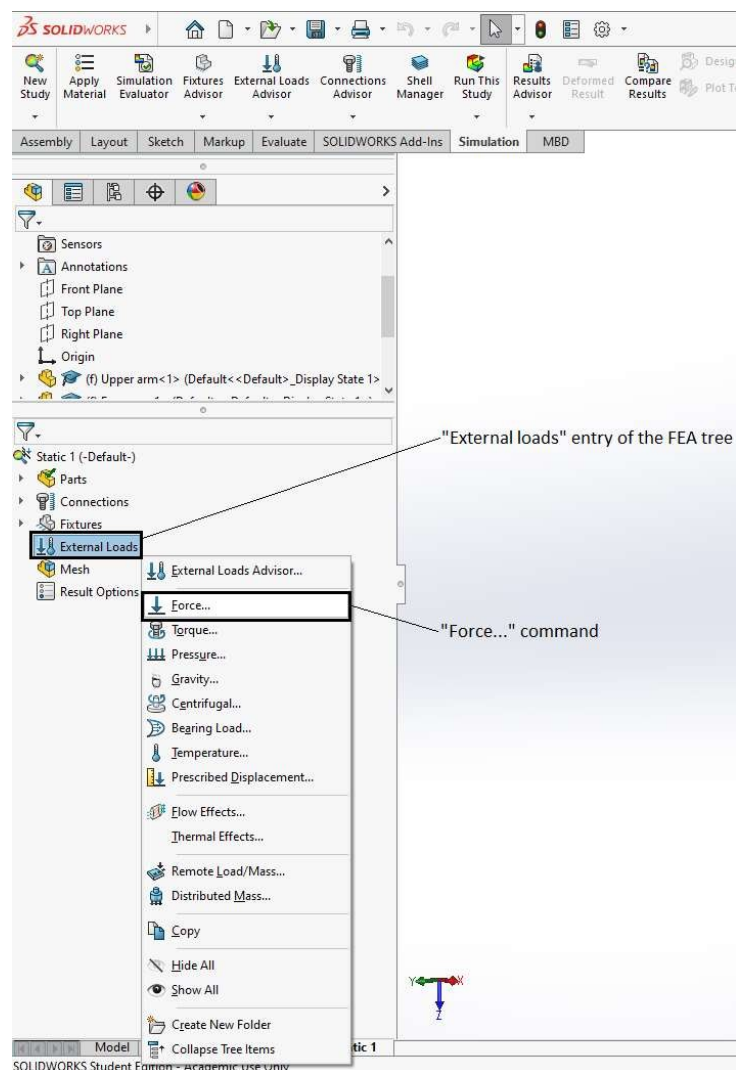 SOLIDWORKS
New Study
Apply Material
Simulation Evaluator
Fixtures Advisor
External Loads Advisor
Connections Advisor
Shell Manager
Run This Study
Results Advisor
Deformed Result
Compare Results
Desig
Plot T
Assembly Layout Sketch Markup Evaluate SOLIDWORKS Add-Ins Simulation MBD
Sensors
Annotations
Front Plane
Top Plane
Right Plane
Origin
(f) Upper arm<1> (Default<<Default>_Display State 1>
"External loads" entry of the FEA tree
Static 1 (-Default-)
Parts
Connections
Fixtures
External Loads
Mesh
Result Options
External Loads Advisor...
Force...
"Force..." command
Torque...
Pressure...
Gravity...
Centrifugal...
Bearing Load...
Temperature...
Prescribed Displacement...
Flow Effects...
Thermal Effects...
Remote Load/Mass...
Distributed Mass...
Copy
Hide All
Show All
Create New Folder
Collapse Tree Items
Y X
Z
Model
tic 1
SOLIDWORKS Student Edition - Academic Use Only